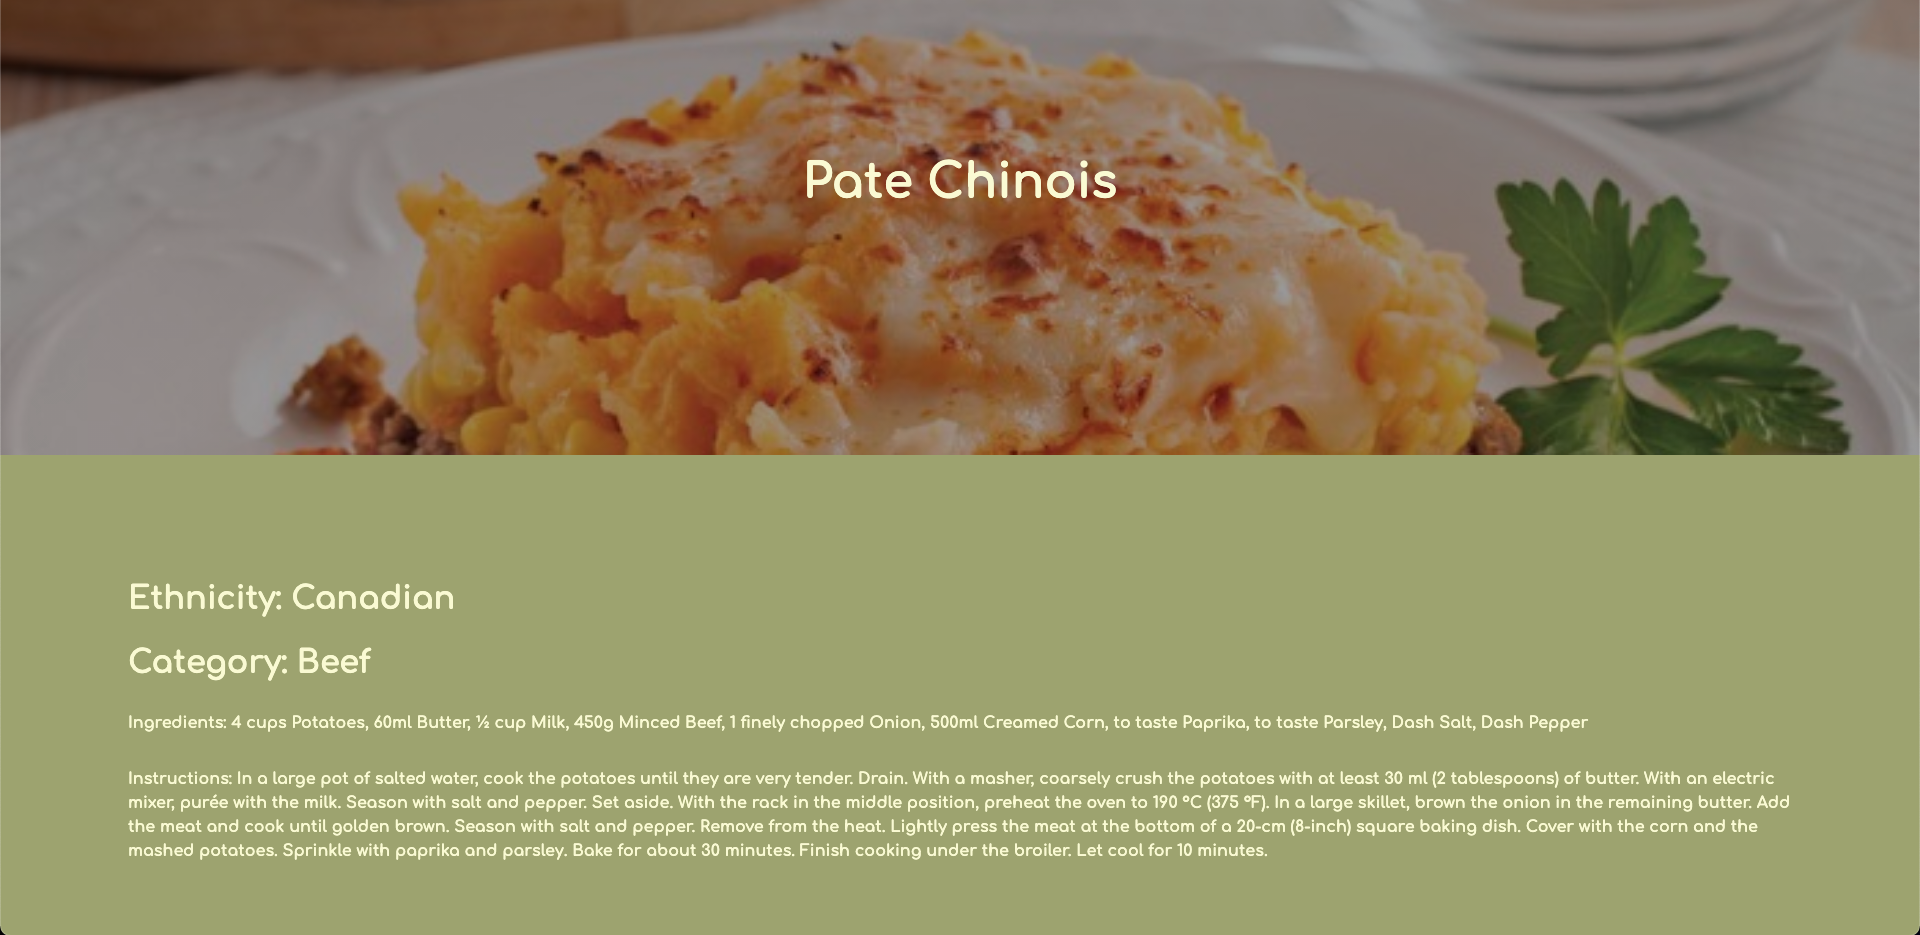 Pate Chinois
Ethnicity: Canadian
Category: Beef
Ingredients: 4 cups Potatoes, 60ml Butter, ½ cup Milk, 450g Minced Beef, 1 finely chopped Onion, 500ml Creamed Corn, to taste Paprika, to taste Parsley, Dash Salt, Dash Pepper
Instructions: In a large pot of salted water, cook the potatoes until they are very tender. Drain. With a masher, coarsely crush the potatoes with at least 30 ml (2 tablespoons) of butter. With an electric
mixer, purée with the milk. Season with salt and pepper. Set aside. With the rack in the middle position, preheat the oven to 190 °C (375 °F). In a large skillet, brown the onion in the remaining butter. Add
the meat and cook until golden brown. Season with salt and pepper. Remove from the heat. Lightly press the meat at the bottom of a 20-cm (8-inch) square baking dish. Cover with the corn and the
mashed potatoes. Sprinkle with paprika and parsley. Bake for about 30 minutes. Finish cooking under the broiler. Let cool for 10 minutes.